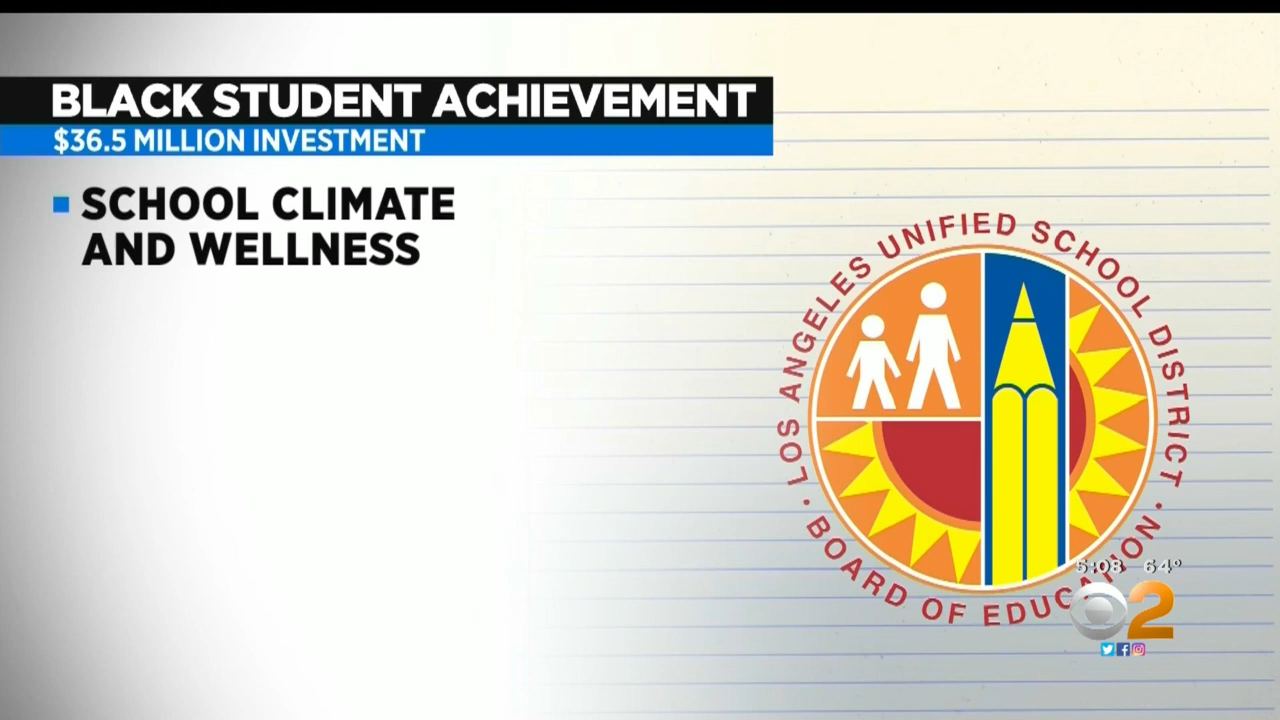 BLACK STUDENT ACHIEVEMENT
$36.5 MILLION INVESTMENT
SCHOOL CLIMATE
AND WELLNESS
LOS ANGELES UNIFIED SCHOOL DISTRICT
BOARD OF EDUCATION
5:08 64°
2